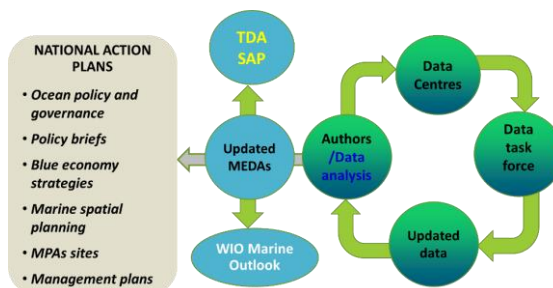 NATIONAL ACTION
PLANS
• Ocean policy and
governance
• Policy briefs
• Blue economy
strategies
• Marine spatial
planning
• MPAs sites
• Management plans
TDA
SAP
Updated
MEDAs
WIO Marine
Outlook
Authors
/Data
analysis
Data
Centres
Data
task
force
Updated
data